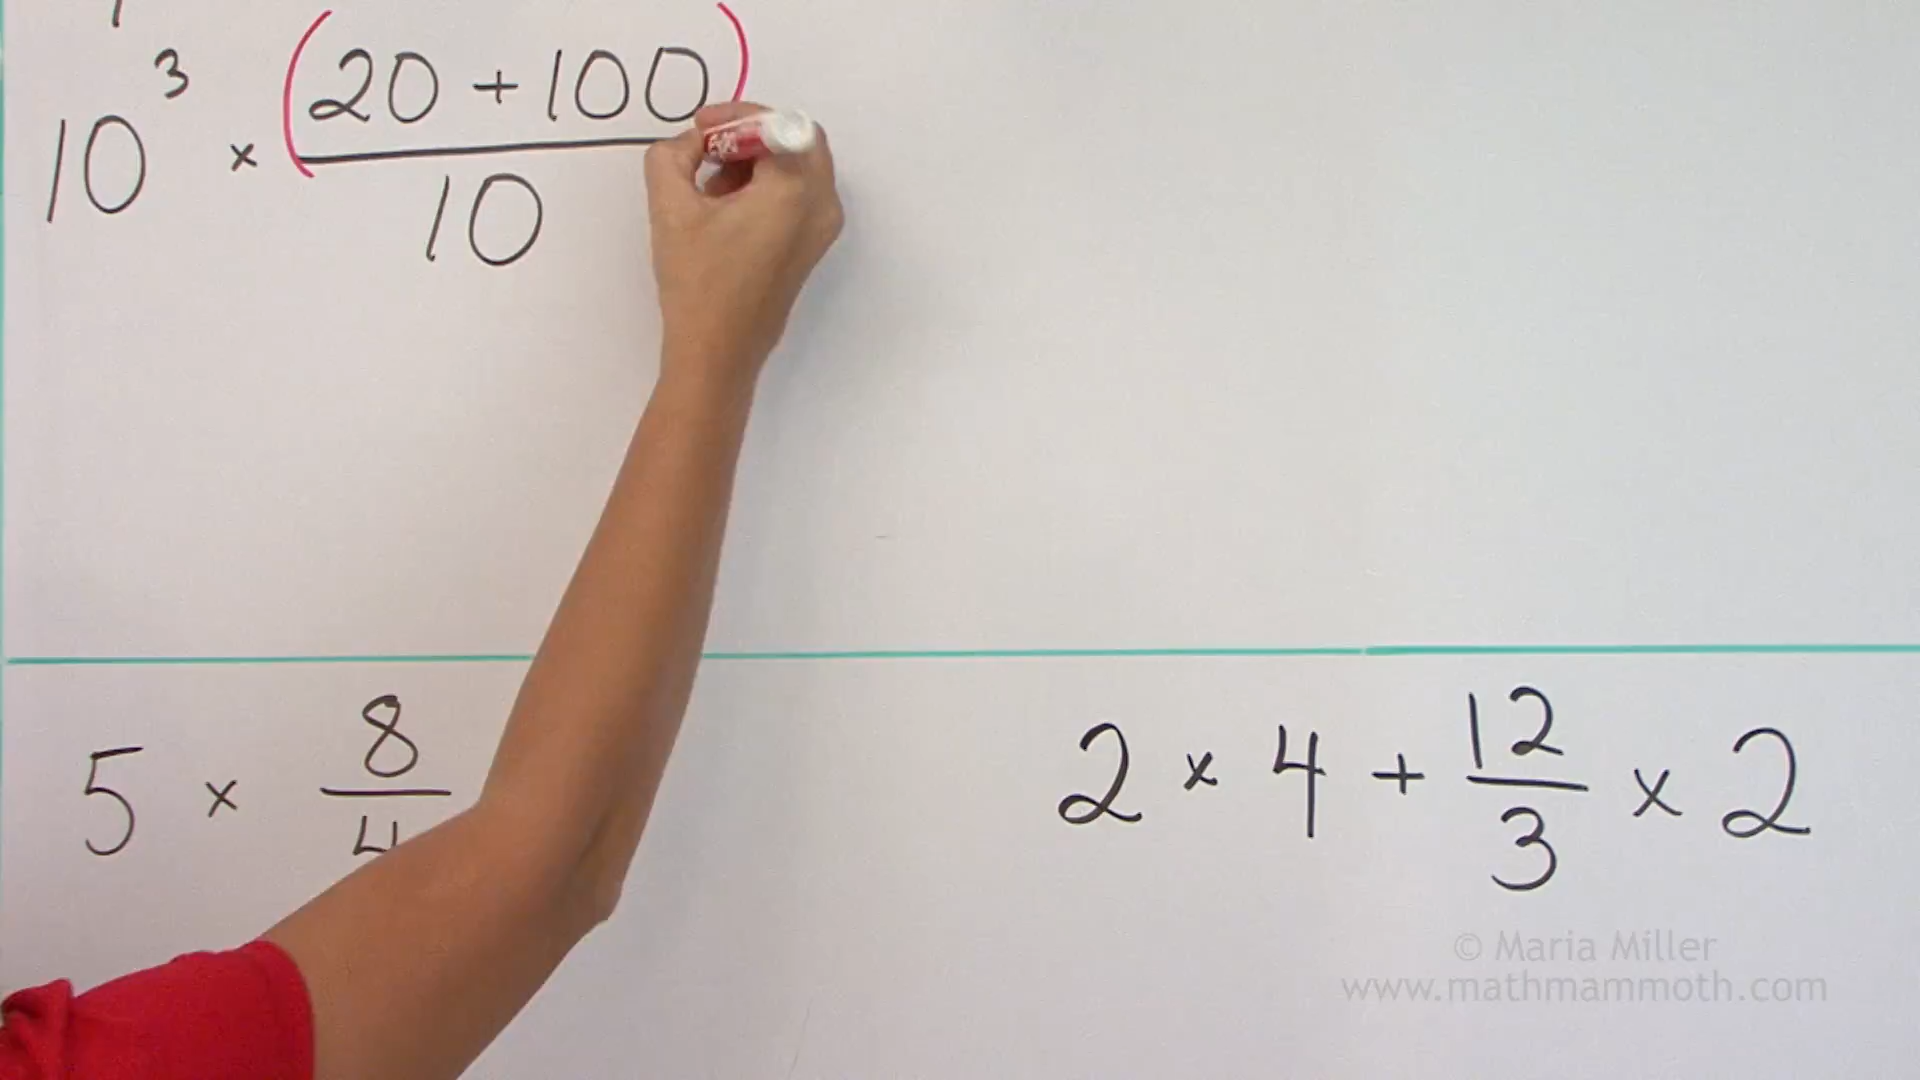 10³ × (20 + 100)
10
5 × 8
4
2 × 4 + 12/3 × 2
© Maria Miller
www.mathmammoth.com